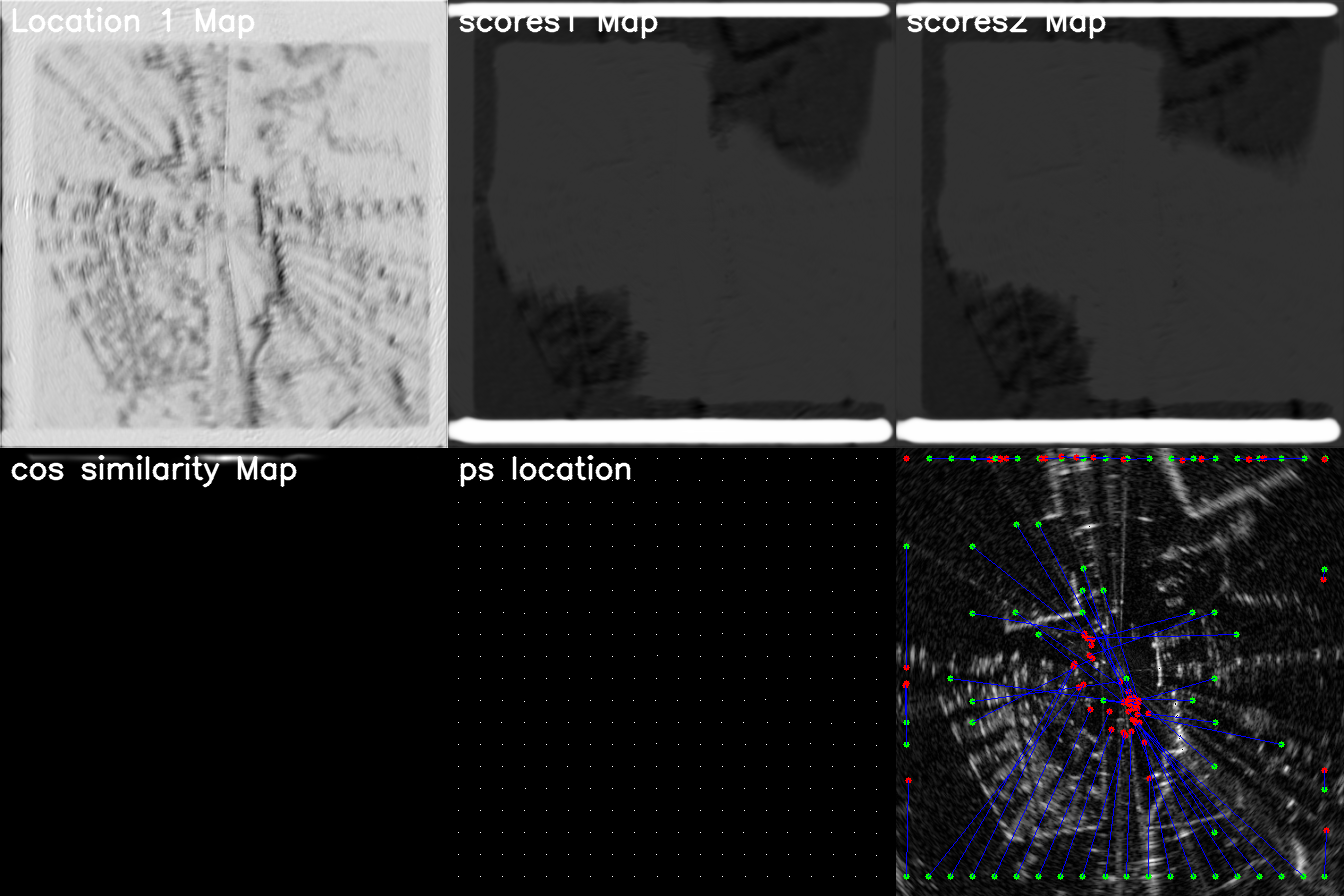 Location 1 Map
scores1 Map
scores2 Map
cos similarity Map
ps location